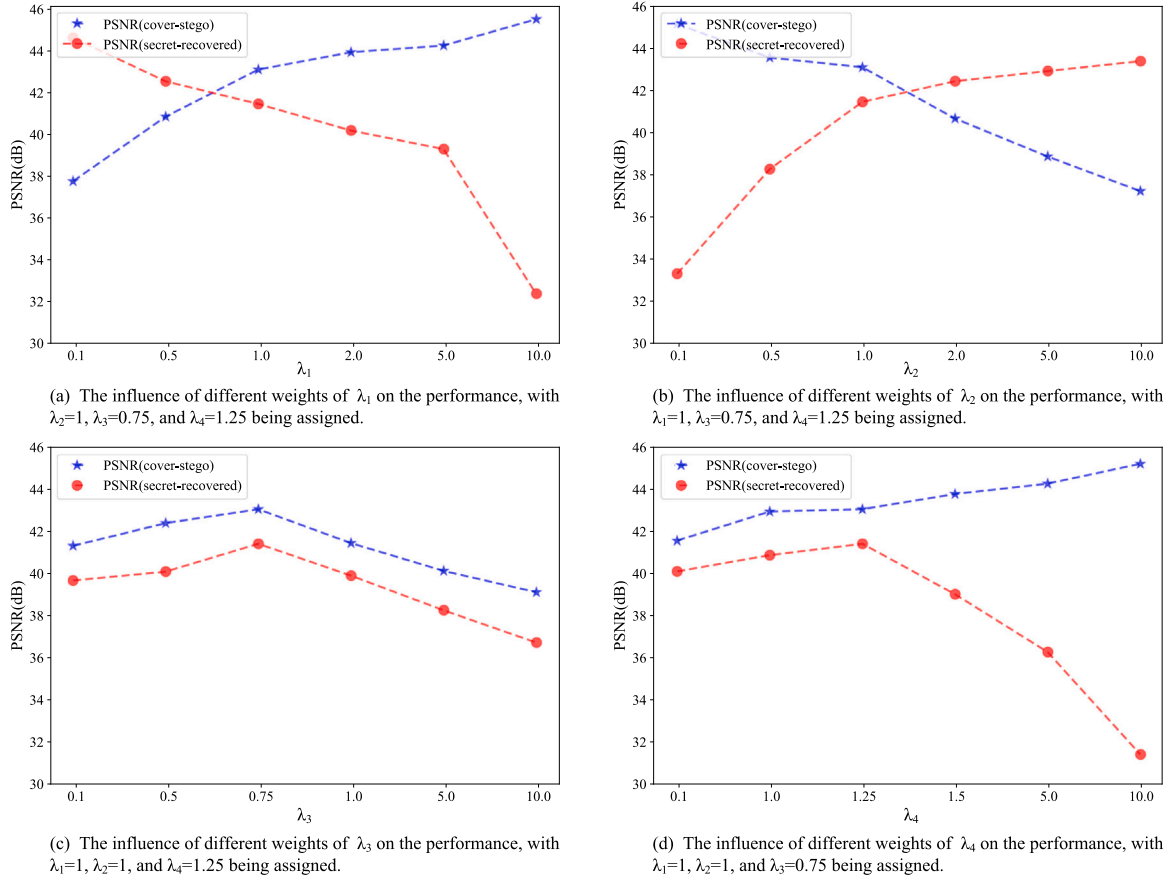 46
44
42
40
38
36
34
32
30
PSNR(dB)
PSNR(cover-stego)
PSNR(secret-recovered)
0.1 0.5 1.0 2.0 5.0 10.0
λ1
(a) The influence of different weights of λ1 on the performance, with
λ2=1, λ3=0.75, and λ4=1.25 being assigned.
46
44
42
40
38
36
34
32
30
PSNR(dB)
PSNR(cover-stego)
PSNR(secret-recovered)
0.1 0.5 1.0 2.0 5.0 10.0
λ2
(b) The influence of different weights of λ2 on the performance, with
λ1=1, λ3=0.75, and λ4=1.25 being assigned.
46
44
42
40
38
36
34
32
30
PSNR(dB)
PSNR(cover-stego)
PSNR(secret-recovered)
0.1 0.5 0.75 1.0 5.0 10.0
λ3
(c) The influence of different weights of λ3 on the performance, with
λ1=1, λ2=1, and λ4=1.25 being assigned.
46
44
42
40
38
36
34
32
30
PSNR(dB)
PSNR(cover-stego)
PSNR(secret-recovered)
0.1 1.0 1.25 1.5 5.0 10.0
λ4
(d) The influence of different weights of λ4 on the performance, with
λ1=1, λ2=1, and λ3=0.75 being assigned.